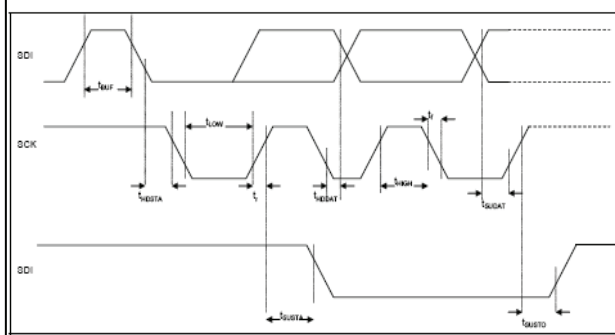 SDI
tBUF
SCK
tLOW
tf
tHDSTA
tr
tHDDAT
tHIGH
tSUDAT
SDI
tSUSTA
tSUSTO